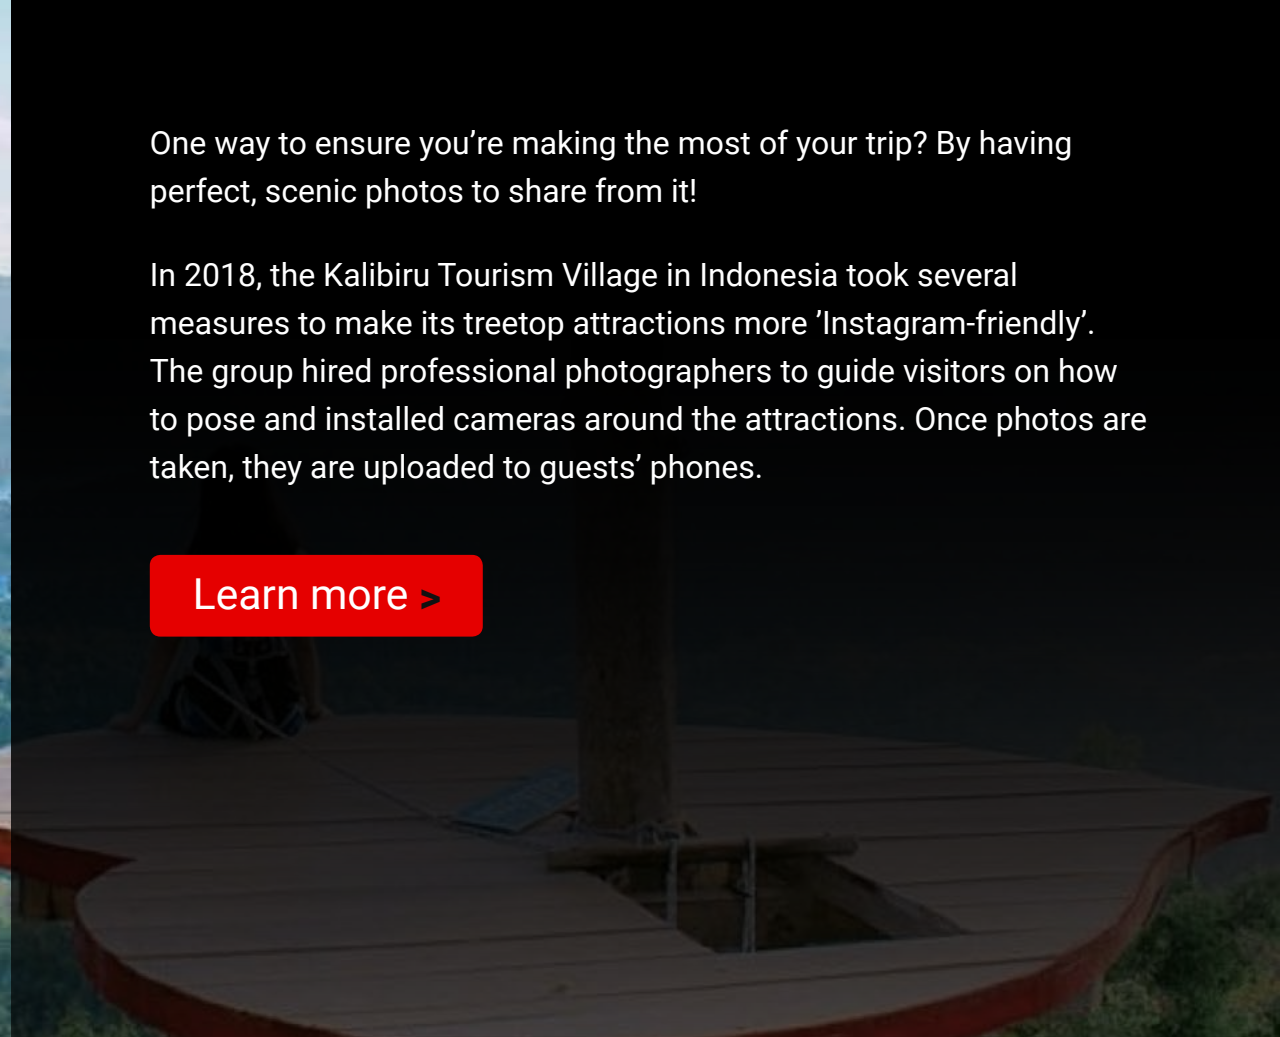 One way to ensure you’re making the most of your trip? By having
perfect, scenic photos to share from it!
In 2018, the Kalibiru Tourism Village in Indonesia took several
measures to make its treetop attractions more ’Instagram-friendly’.
The group hired professional photographers to guide visitors on how
to pose and installed cameras around the attractions. Once photos are
taken, they are uploaded to guests’ phones.
Learn more >